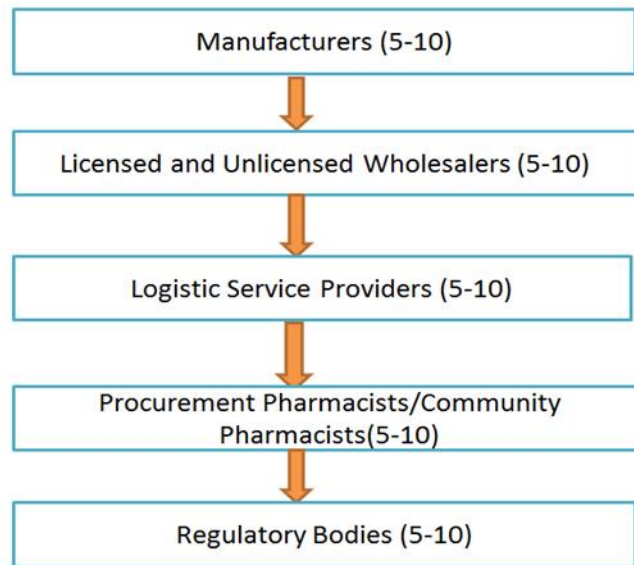 Manufacturers (5-10)
Licensed and Unlicensed Wholesalers (5-10)
Logistic Service Providers (5-10)
Procurement Pharmacists/Community
Pharmacists(5-10)
Regulatory Bodies (5-10)